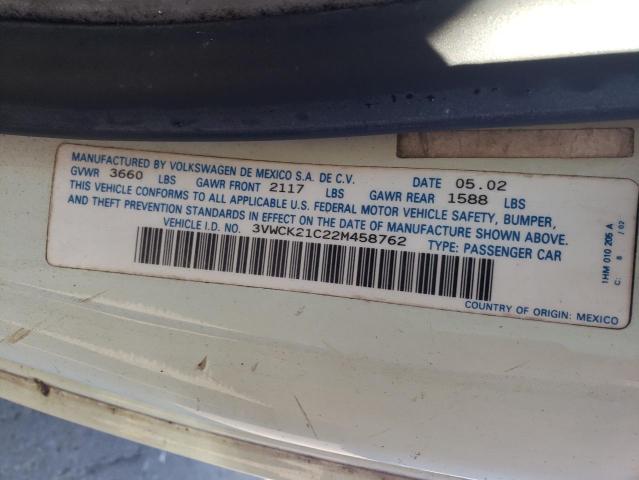 MANUFACTURED BY VOLKSWAGEN DE MEXICO S.A. DE C.V. DATE 05.02
GVWR 3660 LBS GAWR FRONT 2117 LBS GAWR REAR 1588 LBS
THIS VEHICLE CONFORMS TO ALL APPLICABLE U.S. FEDERAL MOTOR VEHICLE SAFETY, BUMPER,
AND THEFT PREVENTION STANDARDS IN EFFECT ON THE DATE OF MANUFACTURE SHOWN ABOVE.
VEHICLE I.D. NO. 3VWCK21C22M458762 TYPE: PASSENGER CAR
COUNTRY OF ORIGIN: MEXICO
1HM 010 205 A
C: 8 / 02